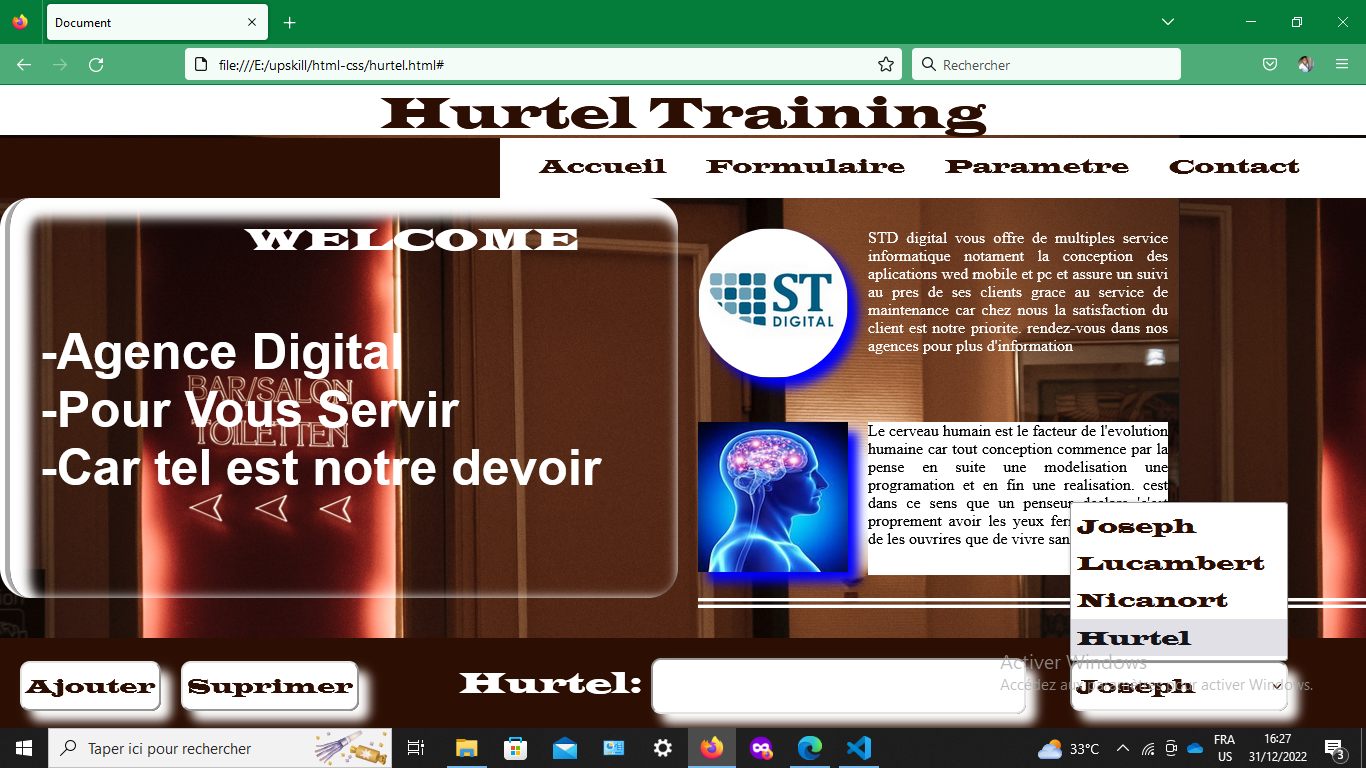 Document
file:///E:/upskill/html-css/hurtel.html#
Rechercher
Hurtel Training
Accueil Formulaire Parametre Contact
WELCOME
-Agence Digital
BAR/SALON
-Pour Vous Servir
TOILETTEN
-Car tel est notre devoir
ST
DIGITAL
STD digital vous offre de multiples service
informatique notament la conception des
aplications wed mobile et pc et assure un suivi
au pres de ses clients grace au service de
maintenance car chez nous la satisfaction du
client est notre priorite. rendez-vous dans nos
agences pour plus d'information
Le cerveau humain est le facteur de l'evolution
humaine car tout conception commence par la
pense en suite une modelisation une
programation et en fin une realisation. cest
dans ce sens que un penseur
proprement avoir les yeux
de les ouvrires que de vivre
Joseph
Lucambert
Nicanort
Hurtel
Ajouter Suprimer Hurtel: Joseph
Activer Windows
Accédez aux paramètres pour activer Windows.
Taper ici pour rechercher
33°C
FRA
US
16:27
31/12/2022
3